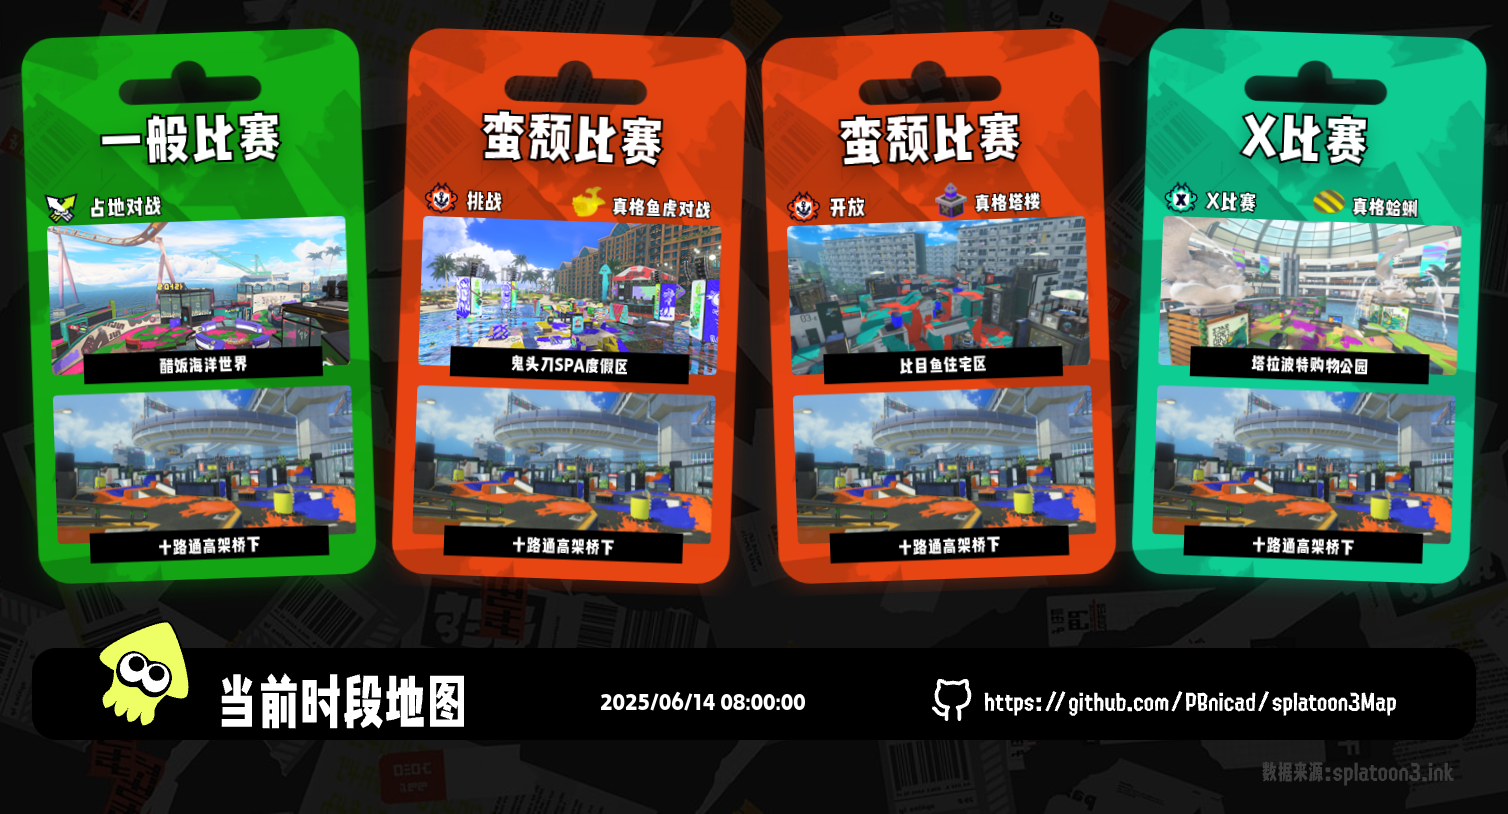 一般比赛
占地对战
醋饭海洋世界
十路通高架桥下
蛮颓比赛
挑战
真格鱼虎对战
鬼头刀SPA度假区
十路通高架桥下
蛮颓比赛
开放
真格塔楼
比目鱼住宅区
十路通高架桥下
X比赛
X比赛
真格蛤蜊
塔拉波特购物公园
十路通高架桥下
当前时段地图
2025/06/14 08:00:00
https://github.com/PBnicad/splatoon3Map
数据来源:splatoon3.ink